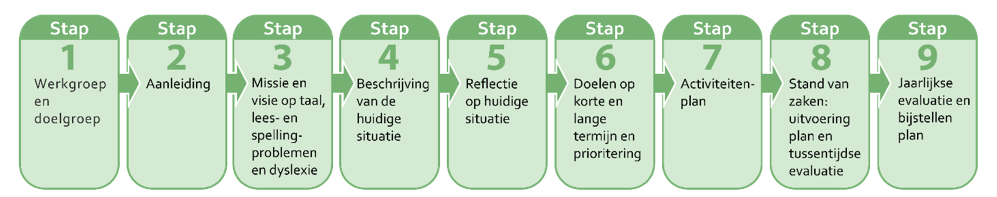 Stap
1
Werkgroep
en
doelgroep
Stap
2
Aanleiding
Stap
3
Missie en
visie op taal,
lees- en
spelling-
problemen
en dyslexie
Stap
4
Beschrijving
van de
huidige
situatie
Stap
5
Reflectie
op huidige
situatie
Stap
6
Doelen op
korte en
lange
termijn en
prioritering
Stap
7
Activiteiten-
plan
Stap
8
Stand van
zaken:
uitvoering
plan en
tussentijdse
evaluatie
Stap
9
Jaarlijkse
evaluatie en
bijstellen
plan